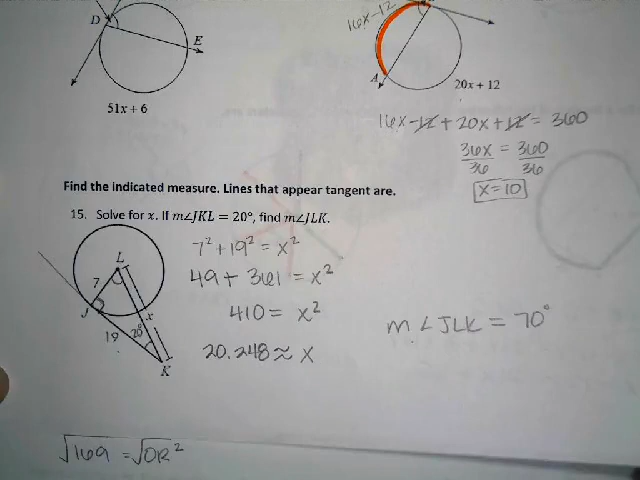 D
E
51x + 6
16x-12
A
20x + 12
16x-12 + 20x+12 = 360
36x = 360
36 36
x=10
Find the indicated measure. Lines that appear tangent are.
15. Solve for x. If m∠JKL = 20°, find m∠JLK.
L
7
J
x
19
20°
K
7² + 19² = x²
49 + 361 = x²
410 = x²
20.248 ≈ x
m∠JLK = 70°
√169 = √OR²